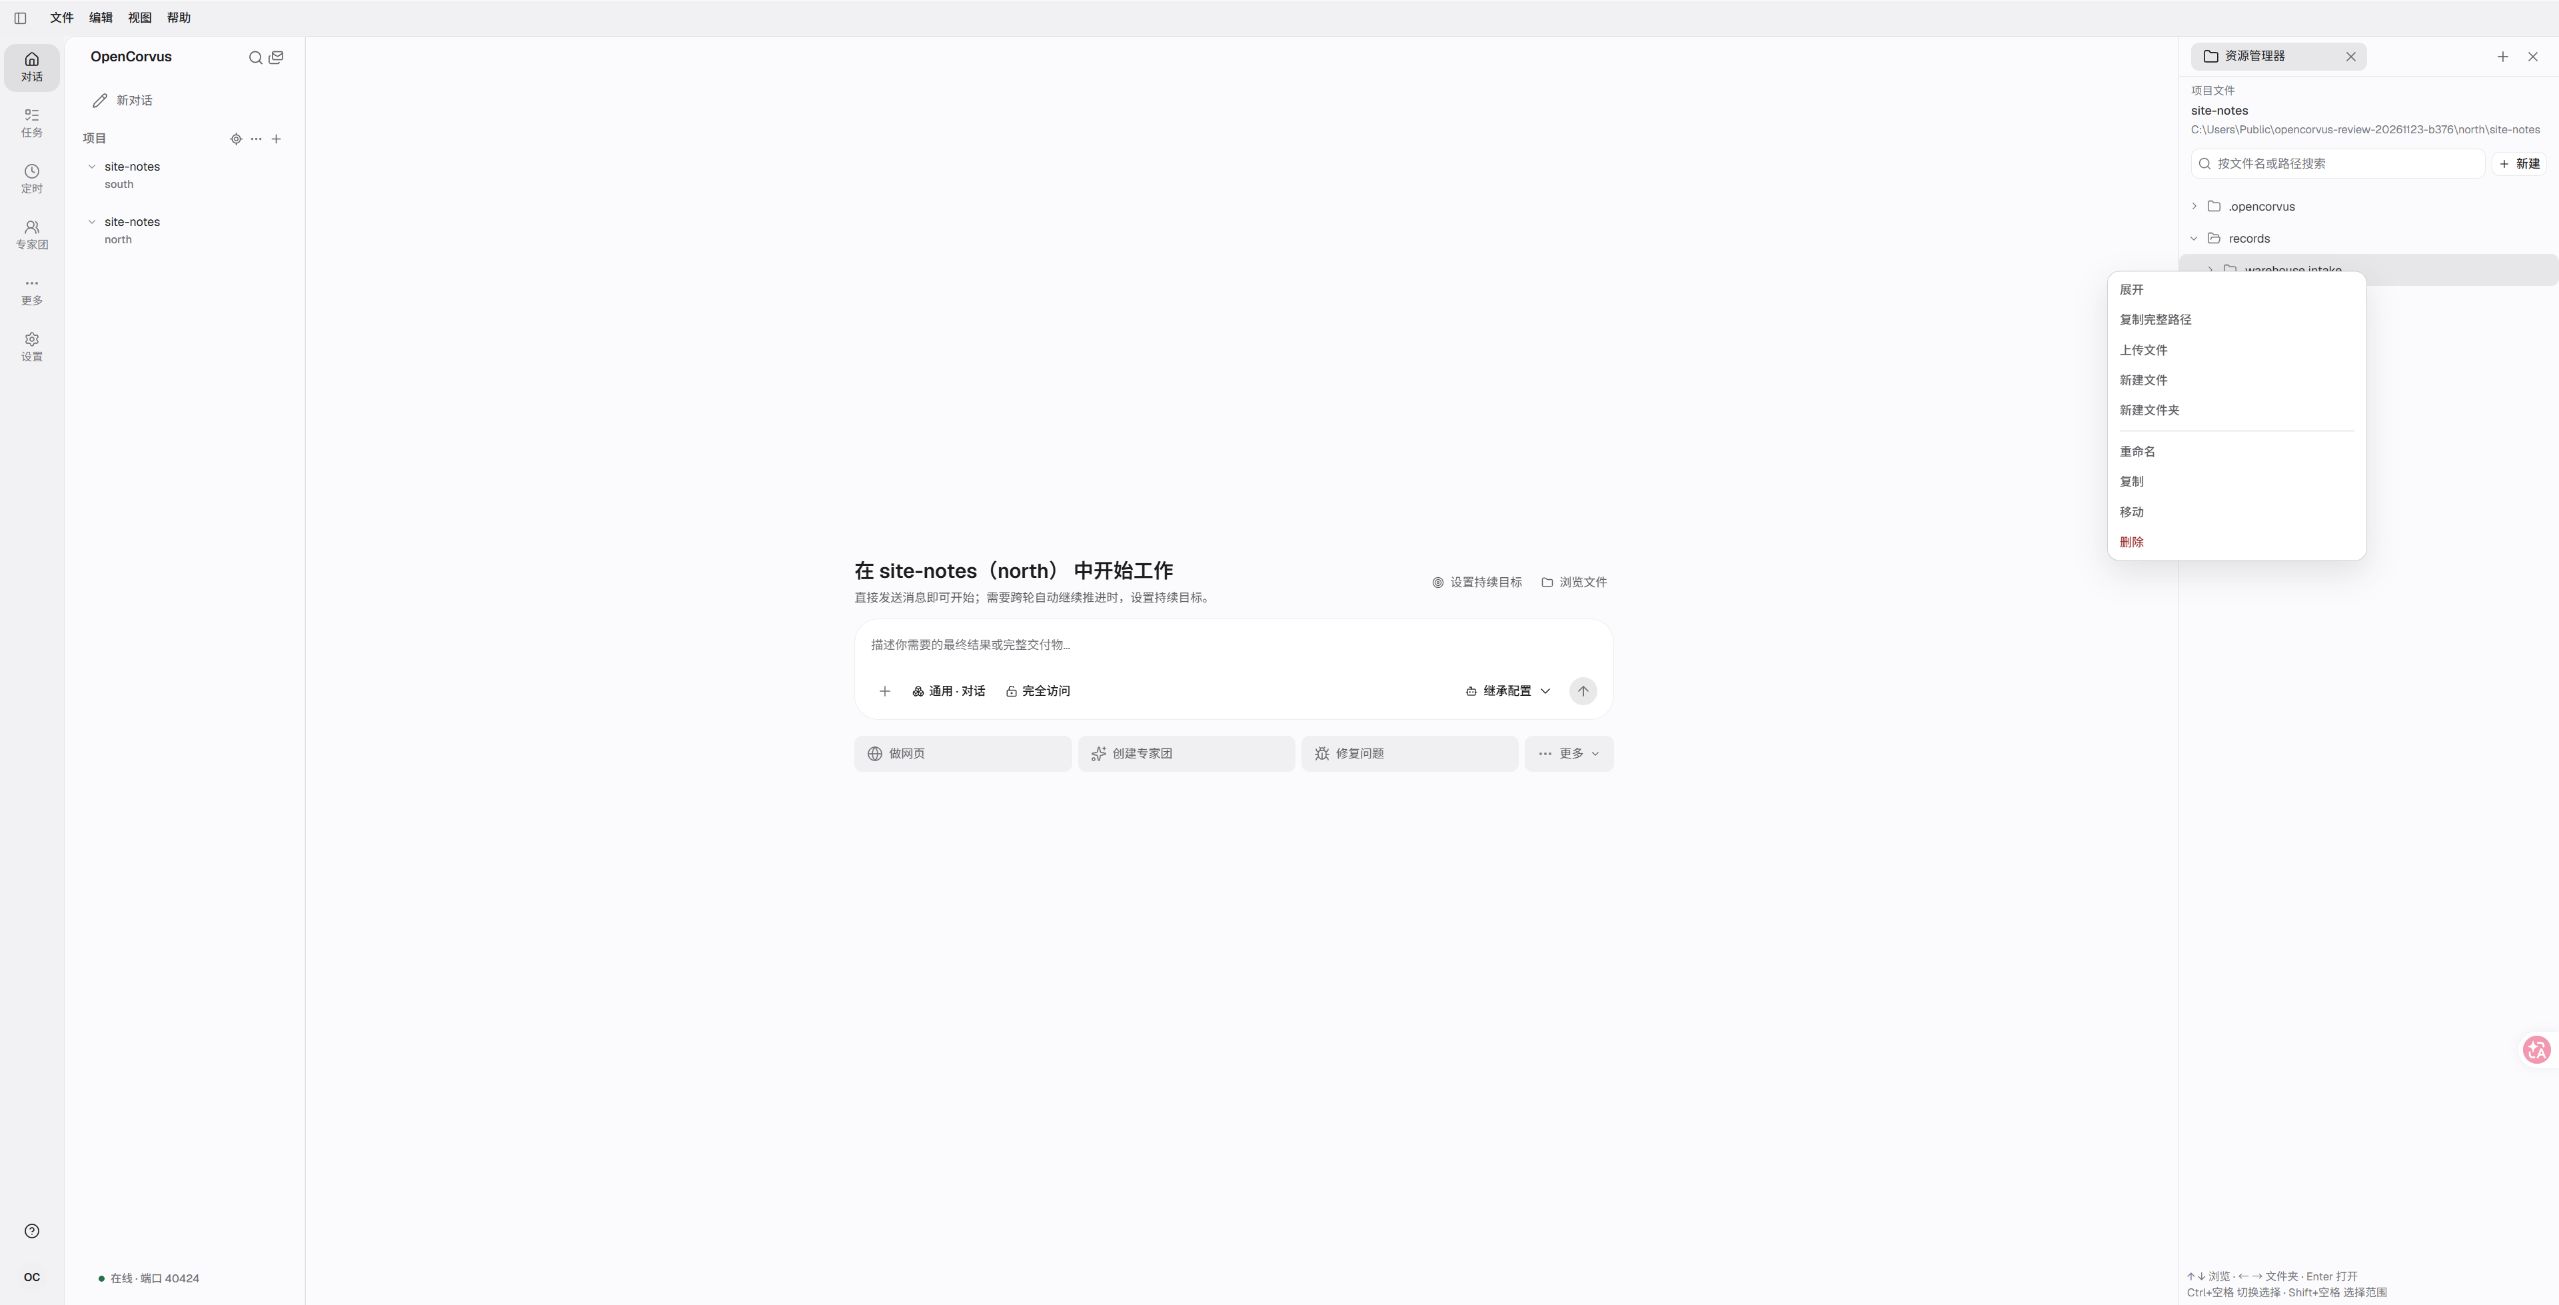 文件 编辑 视图 帮助
对话
任务
定时
专家团
更多
设置
OC
OpenCorvus
新对话
项目
site-notes
south
site-notes
north
在线 · 端口 40424
在 site-notes（north） 中开始工作
直接发送消息即可开始；需要跨轮自动继续推进时，设置持续目标。
设置持续目标 浏览文件
描述你需要的最终结果或完整交付物...
通用 · 对话 完全访问 继承配置
做网页 创建专家团 修复问题 更多
资源管理器
项目文件
site-notes
C:\Users\Public\opencorvus-review-20261123-b376\north\site-notes
按文件名或路径搜索 新建
.opencorvus
records
warehouse intake
展开
复制完整路径
上传文件
新建文件
新建文件夹
重命名
复制
移动
删除
↑↓ 浏览 · ←→ 文件夹 · Enter 打开
Ctrl+空格 切换选择 · Shift+空格 选择范围